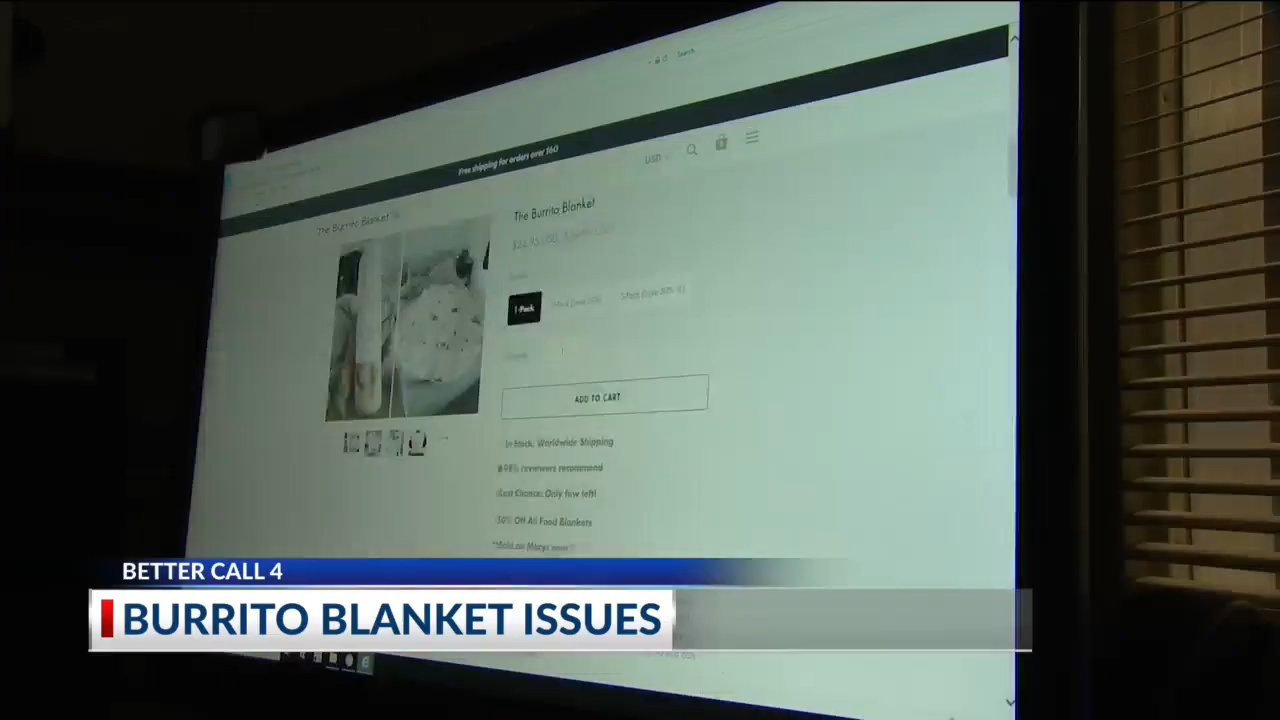 Search
Free shipping for orders over $60
USD
The Burrito Blanket
The Burrito Blanket
1-Pack
ADD TO CART
In Stock, Worldwide Shipping
98% reviewers recommend
Last Chance: Only few left!
50% Off All Food Blankets
BETTER CALL 4
BURRITO BLANKET ISSUES